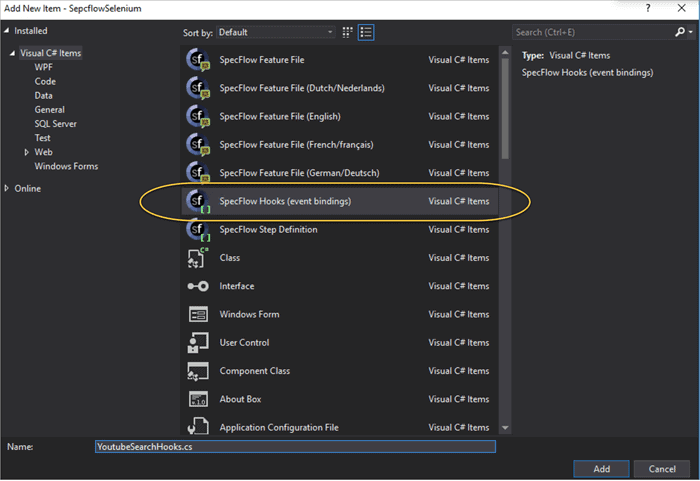 Add New Item - SepcflowSelenium
? ×
Installed
Visual C# Items
WPF
Code
Data
General
SQL Server
Test
Web
Windows Forms
Online
Sort by: Default
Search (Ctrl+E)
SpecFlow Feature File Visual C# Items
SpecFlow Feature File (Dutch/Nederlands) Visual C# Items
SpecFlow Feature File (English) Visual C# Items
SpecFlow Feature File (French/français) Visual C# Items
SpecFlow Feature File (German/Deutsch) Visual C# Items
SpecFlow Hooks (event bindings) Visual C# Items
SpecFlow Step Definition Visual C# Items
Class Visual C# Items
Interface Visual C# Items
Windows Form Visual C# Items
User Control Visual C# Items
Component Class Visual C# Items
About Box Visual C# Items
Application Configuration File Visual C# Items
Type: Visual C# Items
SpecFlow Hooks (event bindings)
Name: YoutubeSearchHooks.cs
Add Cancel